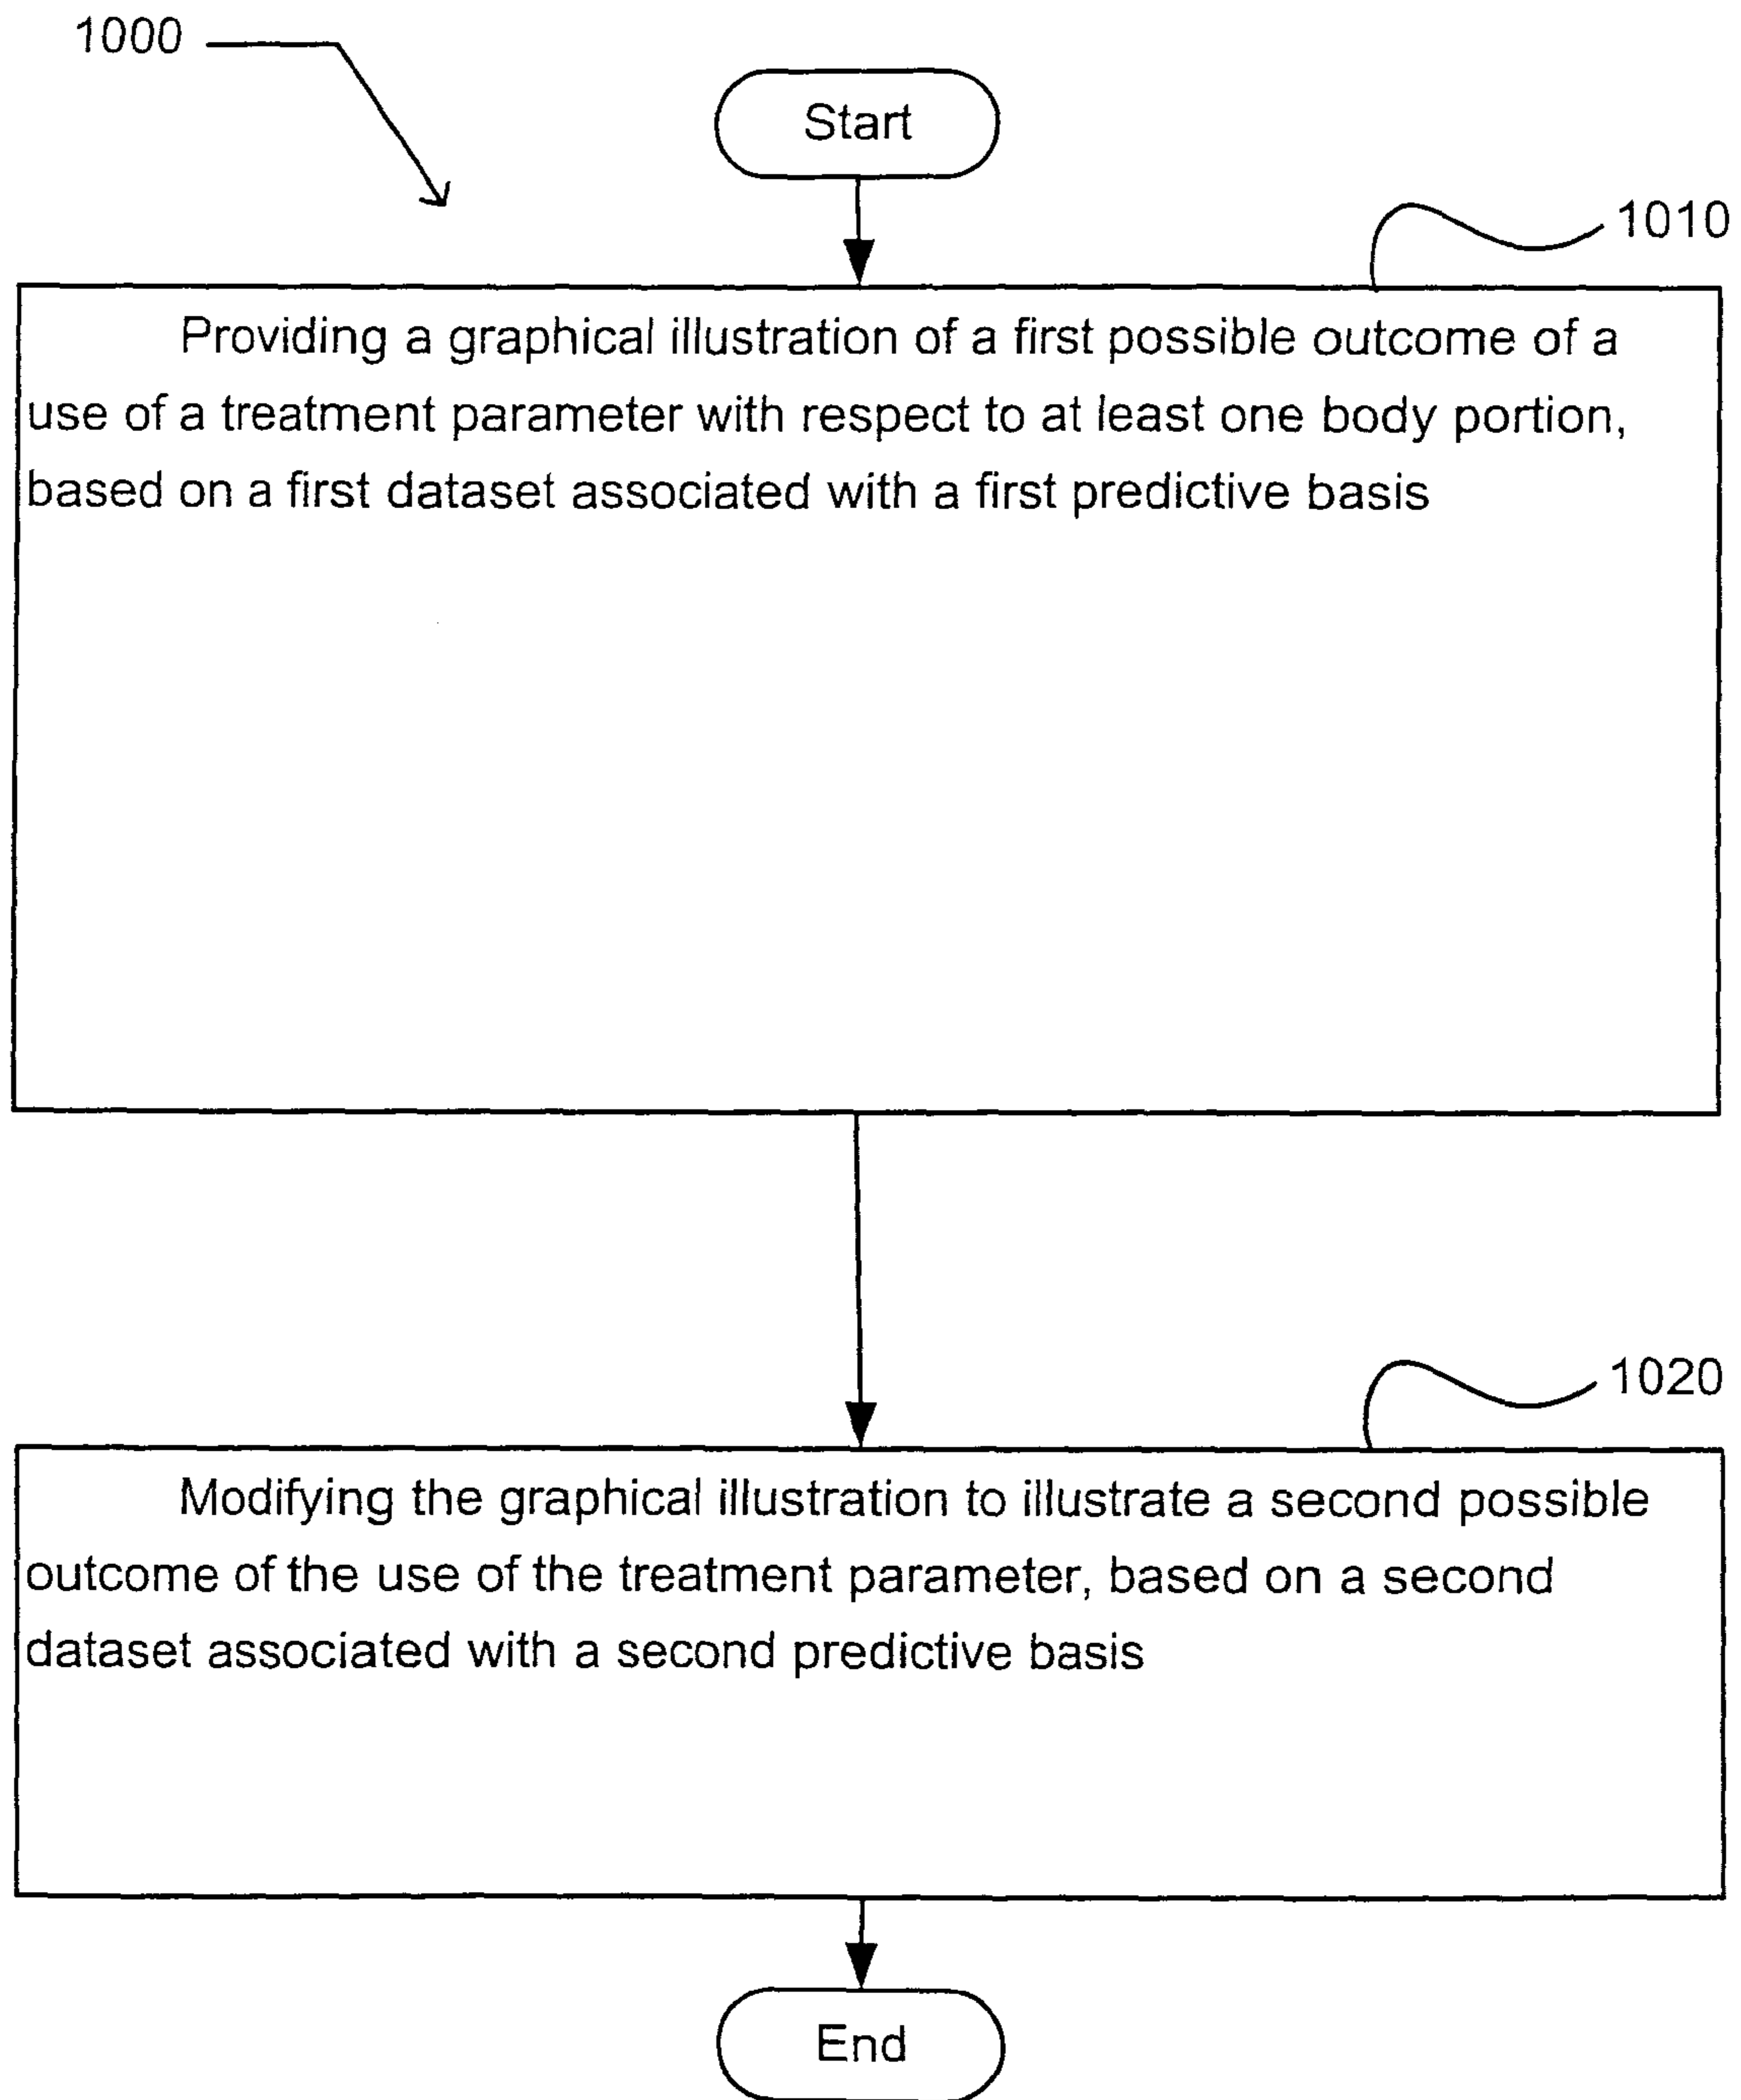 1000
Start
1010
Providing a graphical illustration of a first possible outcome of a
use of a treatment parameter with respect to at least one body portion,
based on a first dataset associated with a first predictive basis
1020
Modifying the graphical illustration to illustrate a second possible
outcome of the use of the treatment parameter, based on a second
dataset associated with a second predictive basis
End